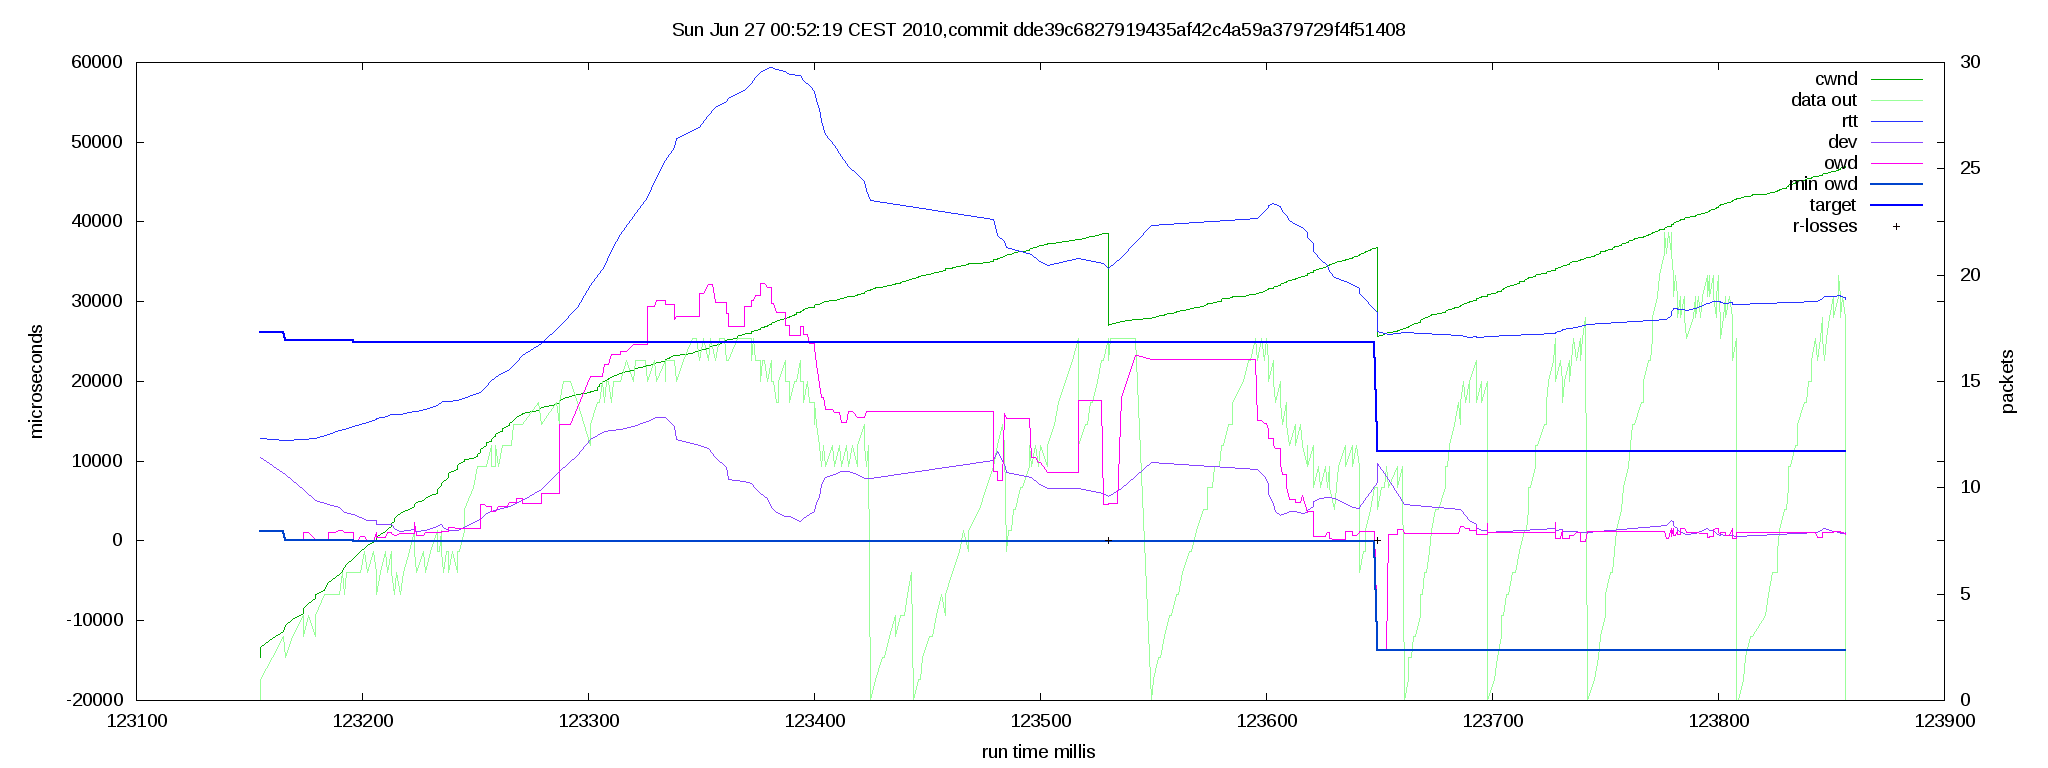 Sun Jun 27 00:52:19 CEST 2010,commit dde39c6827919435af42c4a59a379729f4f51408
60000
50000
40000
30000
20000
10000
0
-10000
-20000
microseconds
30
25
20
15
10
5
0
packets
cwnd
data out
rtt
dev
owd
min owd
target
r-losses
123100 123200 123300 123400 123500 123600 123700 123800 123900
run time millis